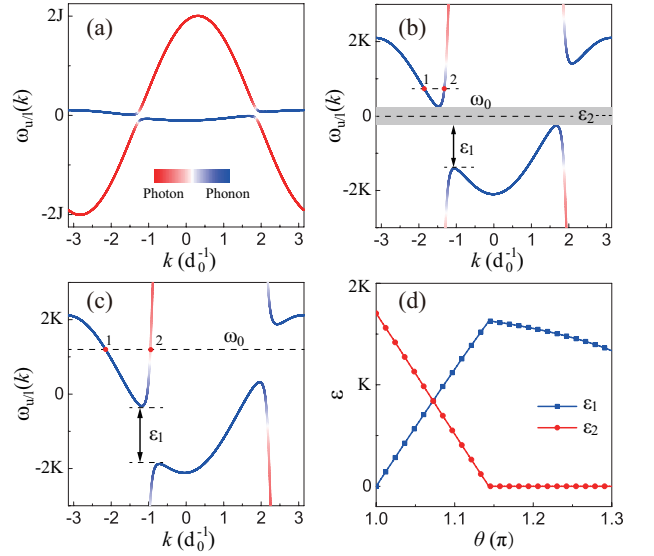 (a)
ω_{u/l}(k)
2J
0
-2J
Photon Phonon
-3 -2 -1 0 1 2 3
k (d_0^{-1})
(b)
ω_{u/l}(k)
2K
0
-2K
1 2
ω_0
ε_2
ε_1
-3 -2 -1 0 1 2 3
k (d_0^{-1})
(c)
ω_{u/l}(k)
2K
0
-2K
1 2
ω_0
ε_1
-3 -2 -1 0 1 2 3
k (d_0^{-1})
(d)
ε
2K
K
0
ε_1
ε_2
1.0 1.1 1.2 1.3
θ (π)